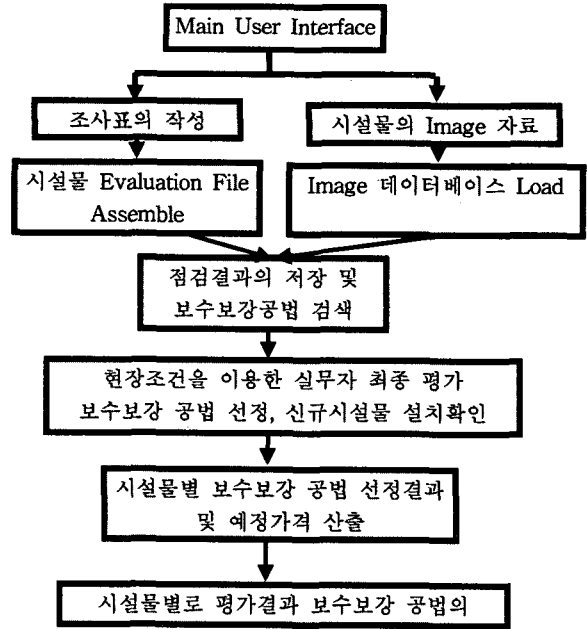 Main User Interface
조사표의 작성
시설물의 Image 자료
시설물 Evaluation File
Assemble
Image 데이터베이스 Load
점검결과의 저장 및
보수보강공법 검색
현장조건을 이용한 실무자 최종 평가
보수보강 공법 선정, 신규시설물 설치확인
시설물별 보수보강 공법 선정결과
및 예정가격 산출
시설물별로 평가결과 보수보강 공법의